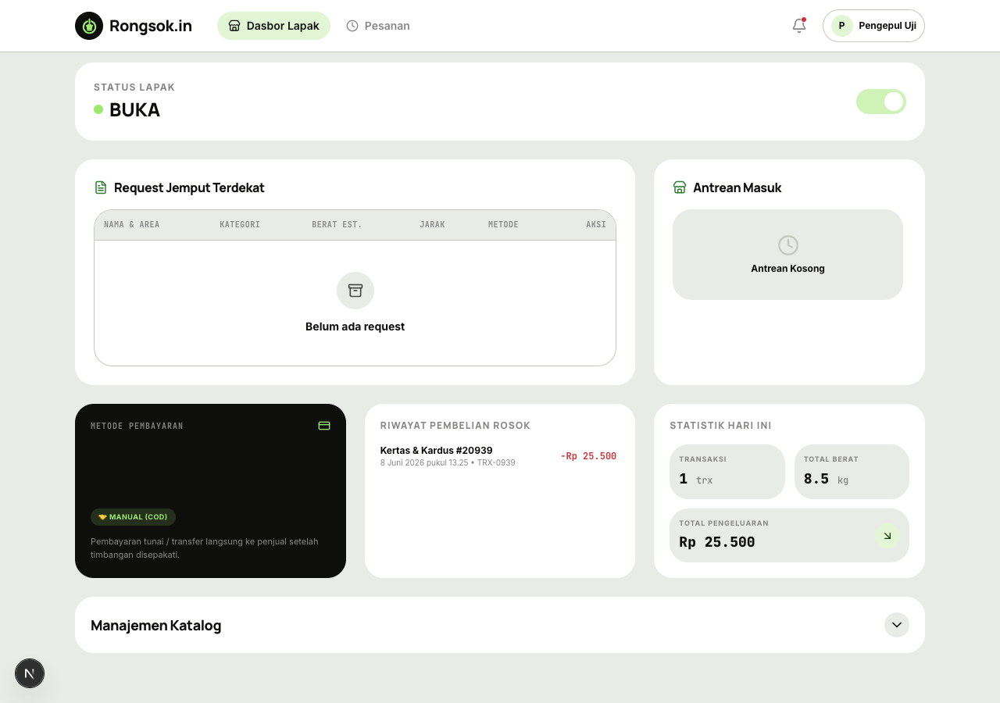 Rongsok.in
Dasbor Lapak
Pesanan
P
Pengepul Uji
STATUS LAPAK
BUKA
Request Jemput Terdekat
NAMA & AREA KATEGORI BERAT EST. JARAK METODE AKSI
Belum ada request
Antrean Masuk
Antrean Kosong
METODE PEMBAYARAN
MANUAL (COD)
Pembayaran tunai / transfer langsung ke penjual setelah
timbangan disepakati.
RIWAYAT PEMBELIAN ROSOK
Kertas & Kardus #20939
8 Juni 2026 pukul 13.25 • TRX-0939
-Rp 25.500
STATISTIK HARI INI
TRANSAKSI
1 trx
TOTAL BERAT
8.5 kg
TOTAL PENGELUARAN
Rp 25.500
Manajemen Katalog
N